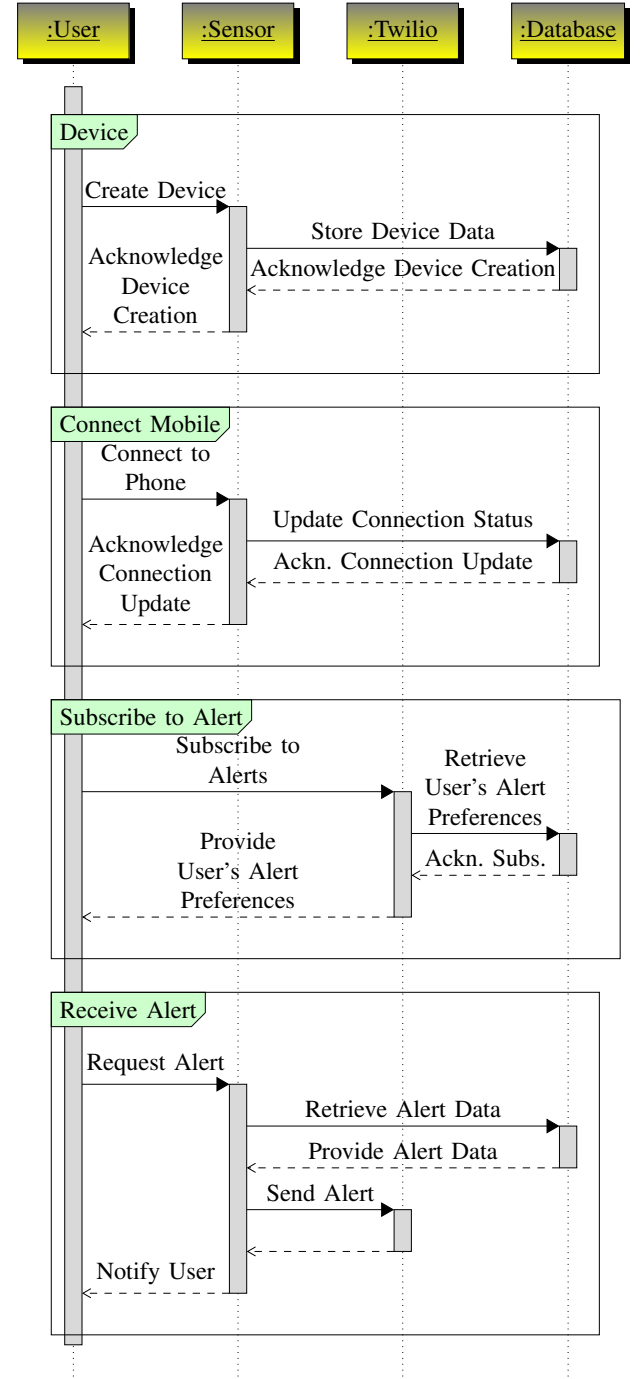 :User
:Sensor
:Twilio
:Database
Device
Create Device
Store Device Data
Acknowledge Device Creation
Acknowledge
Device
Creation
Connect Mobile
Connect to
Phone
Update Connection Status
Ackn. Connection Update
Acknowledge
Connection
Update
Subscribe to Alert
Subscribe to
Alerts
Retrieve
User's Alert
Preferences
Ackn. Subs.
Provide
User's Alert
Preferences
Receive Alert
Request Alert
Retrieve Alert Data
Provide Alert Data
Send Alert
Notify User